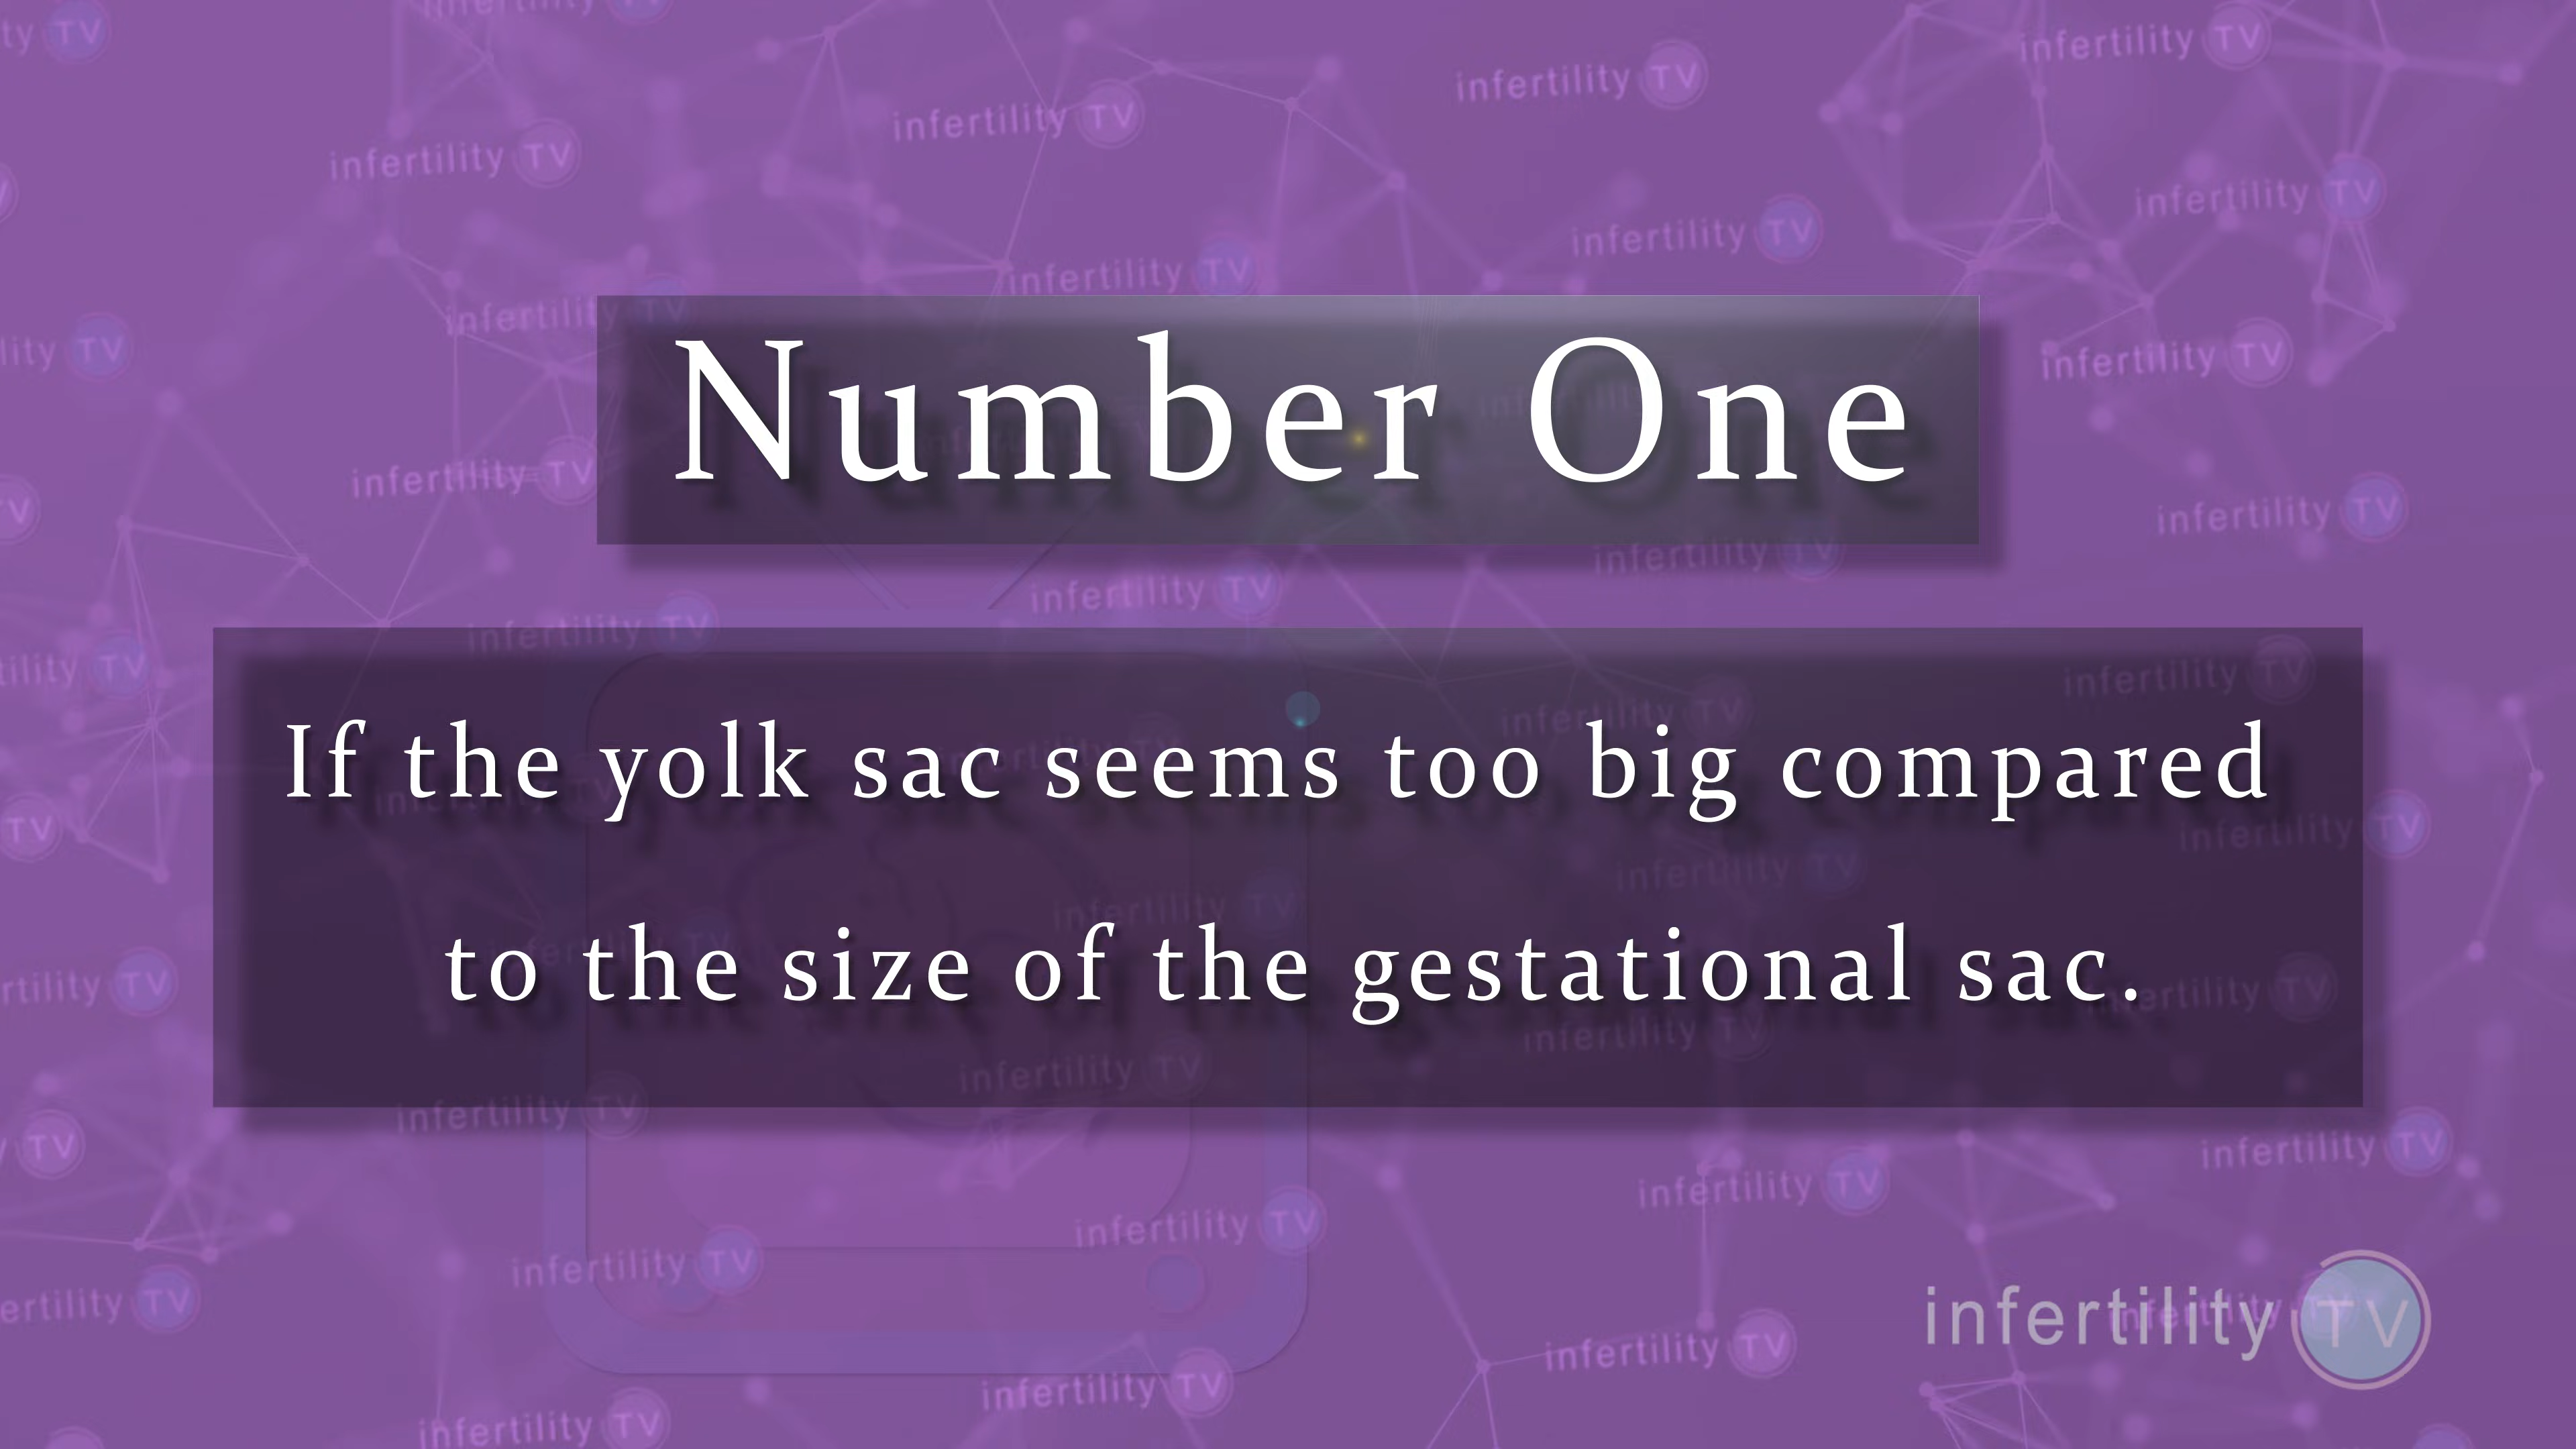 Number One
If the yolk sac seems too big compared
to the size of the gestational sac.
infertility TV